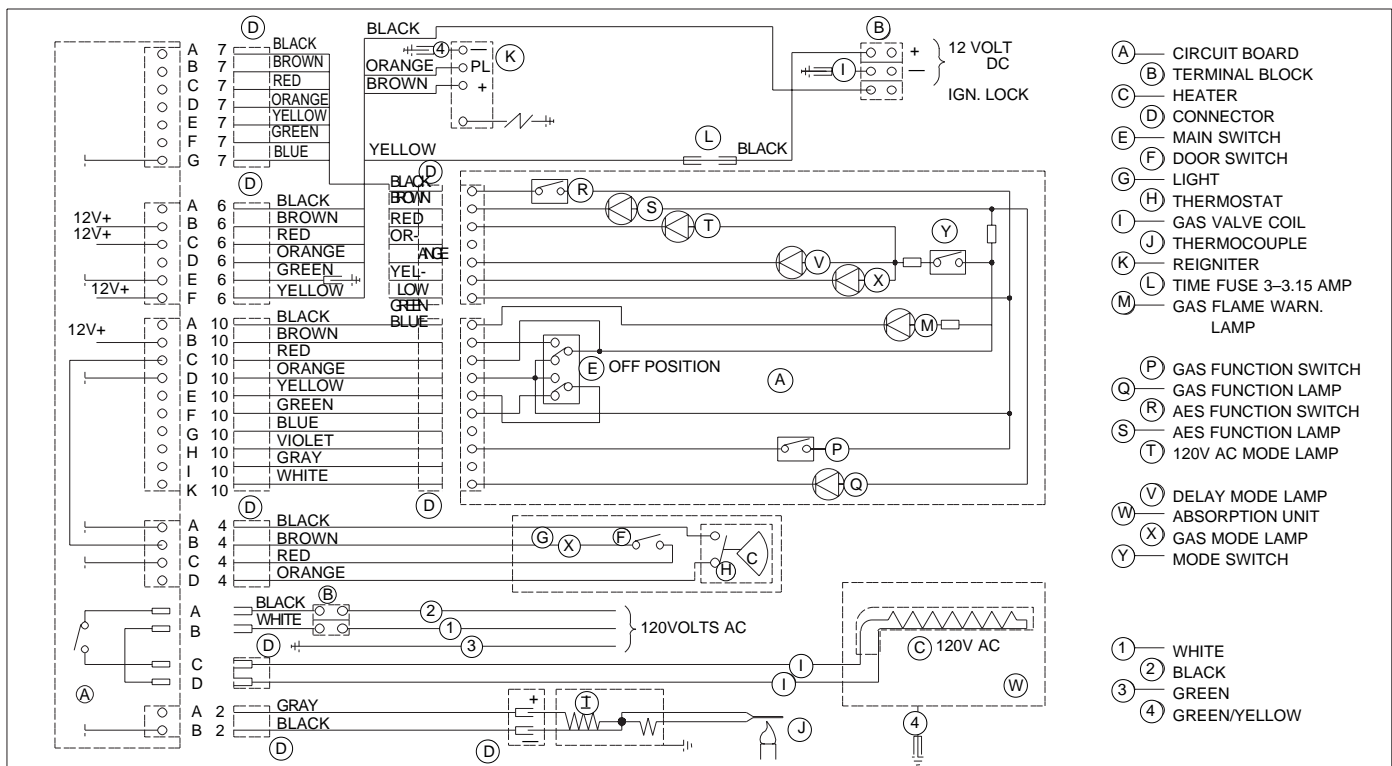 D
A 7 BLACK
B 7 BROWN
C 7 RED
D 7 ORANGE
E 7 YELLOW
F 7 GREEN
G 7 BLUE
BLACK
4 —
ORANGE PL
BROWN +
K
YELLOW
L
BLACK
B
+
—
I
12 VOLT
DC
IGN. LOCK
D
12V+
12V+
12V+
A 6 BLACK
B 6 BROWN
C 6 RED
D 6 ORANGE
E 6 GREEN
F 6 YELLOW
D
BLACK
BROWN
RED
OR-
ANGE
YEL-
LOW
GREEN
BLUE
R
S
T
Y
V
X
M
E OFF POSITION
A
P
Q
12V+
A 10 BLACK
B 10 BROWN
C 10 RED
D 10 ORANGE
E 10 YELLOW
F 10 GREEN
G 10 BLUE
H 10 VIOLET
I 10 GRAY
K 10 WHITE
D
D
A 4 BLACK
B 4 BROWN
C 4 RED
D 4 ORANGE
G X F
H C
A BLACK
B WHITE
B
2
1
3
120VOLTS AC
C
D
D
I
I
C 120V AC
W
4
A
A 2 GRAY
B 2 BLACK
D
D
+
—
I
J
A CIRCUIT BOARD
B TERMINAL BLOCK
C HEATER
D CONNECTOR
E MAIN SWITCH
F DOOR SWITCH
G LIGHT
H THERMOSTAT
I GAS VALVE COIL
J THERMOCOUPLE
K REIGNITER
L TIME FUSE 3–3.15 AMP
M GAS FLAME WARN.
LAMP
P GAS FUNCTION SWITCH
Q GAS FUNCTION LAMP
R AES FUNCTION SWITCH
S AES FUNCTION LAMP
T 120V AC MODE LAMP
V DELAY MODE LAMP
W ABSORPTION UNIT
X GAS MODE LAMP
Y MODE SWITCH
1 WHITE
2 BLACK
3 GREEN
4 GREEN/YELLOW